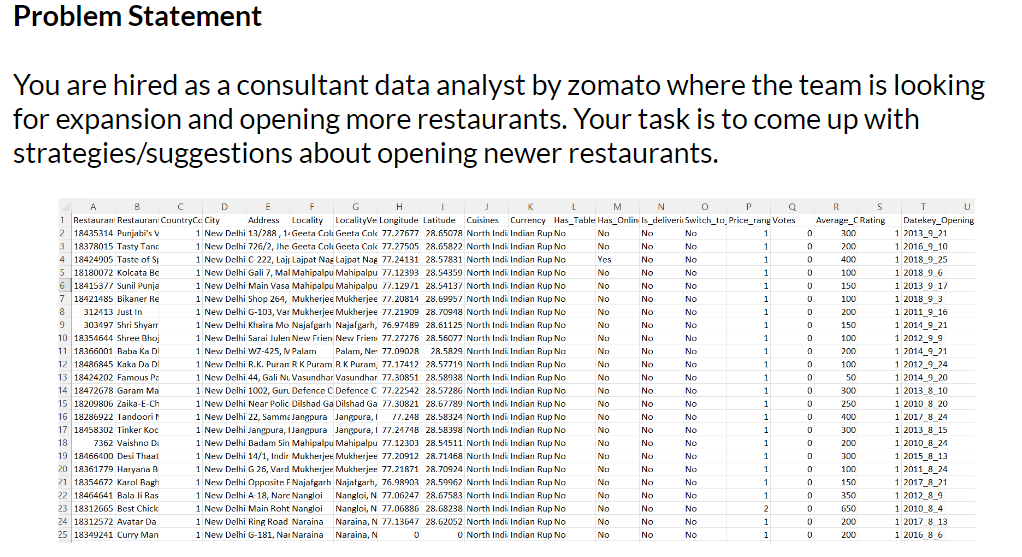 Problem Statement
You are hired as a consultant data analyst by zomato where the team is looking
for expansion and opening more restaurants. Your task is to come up with
strategies/suggestions about opening newer restaurants.
A B C D E F G H I J K L M N O P Q R S T U
1 Restauran Restauran CountryCo City Address Locality LocalityVe Longitude Latitude Cuisines Currency Has_Table Has_Onlin Is_deliveri Switch_to_ Price_rang Votes Average_C Rating Datekey_Opening
2 18435314 Punjabi's V 1 New Delhi 13/288 , 1 Geeta Colo Geeta Colo 77.27677 28.65078 North Indi Indian Rup No No No No 1 0 300 1 2013_9_21
3 18378015 Tasty Tand 1 New Delhi 726/2, Jhe Geeta Colo Geeta Colo 77.27505 28.65822 North Indi Indian Rup No No No No 1 0 200 1 2016_9_10
4 18424905 Taste of Sp 1 New Delhi C 222, Lajp Lajpat Nag Lajpat Nag 77.24131 28.57831 North Indi Indian Rup No Yes No No 1 0 400 1 2018_9_25
5 18180072 Kolcata Be 1 New Delhi Gali 7, Mal Mahipalpu Mahipalpu 77.12393 28.54359 North Indi Indian Rup No No No No 1 0 100 1 2018_9_6
6 18415377 Sunil Punja 1 New Delhi Main Vasa Mahipalpu Mahipalpu 77.12971 28.54137 North Indi Indian Rup No No No No 1 0 150 1 2013_9_17
7 18421485 Bikaner Re 1 New Delhi Shop 264, Mukherjee Mukherjee 77.20814 28.69957 North Indi Indian Rup No No No No 1 0 100 1 2018_9_3
8 312413 Just In 1 New Delhi G-103, Var Mukherjee Mukherjee 77.21909 28.70948 North Indi Indian Rup No No No No 1 0 200 1 2011_9_16
9 303497 Shri Shyam 1 New Delhi Khaira Mo Najafgarh Najafgarh, 76.97489 28.61125 North Indi Indian Rup No No No No 1 0 150 1 2014_9_21
10 18354644 Shree Bhoj 1 New Delhi Sarai Julen New Frien New Frien 77.27276 28.56077 North Indi Indian Rup No No No No 1 0 100 1 2012_9_9
11 18366001 Baba Ka D 1 New Delhi WZ-425, Palam Palam, Ne 77.09028 28.5829 North Indi Indian Rup No No No No 1 0 200 1 2014_9_21
12 18486845 Kaka Da D 1 New Delhi R.K. Puram R K Puram R K Puram, 77.17412 28.57719 North Indi Indian Rup No No No No 1 0 100 1 2012_9_24
13 18424202 Famous Pa 1 New Delhi 44, Gali Nu Vasundhar Vasundhar 77.30851 28.58938 North Indi Indian Rup No No No No 1 0 50 1 2014_9_20
14 18472678 Garam Ma 1 New Delhi 1002, Guru Defence C Defence C 77.22542 28.57286 North Indi Indian Rup No No No No 1 0 300 1 2013_8_10
15 18209806 Zaika-E-Ch 1 New Delhi Near Polic Dilshad Ga Dilshad Ga 77.30821 28.67789 North Indi Indian Rup No No No No 1 0 250 1 2010_8_20
16 18286922 Tandoori N 1 New Delhi 22, Samma Jangpura Jangpura, 77.248 28.58324 North Indi Indian Rup No No No No 1 0 400 1 2017_8_24
17 18458302 Tinker Koc 1 New Delhi Jangpura, Jangpura Jangpura, 77.24748 28.58398 North Indi Indian Rup No No No No 1 0 300 1 2013_8_15
18 7362 Vaishno D 1 New Delhi Badam Sin Mahipalpu Mahipalpu 77.12303 28.54511 North Indi Indian Rup No No No No 1 0 200 1 2010_8_24
19 18466400 Desi Thaat 1 New Delhi 14/1, Indir Mukherjee Mukherjee 77.20912 28.71468 North Indi Indian Rup No No No No 1 0 300 1 2015_8_13
20 18361779 Haryana B 1 New Delhi G 26, Vard Mukherjee Mukherjee 77.21871 28.70924 North Indi Indian Rup No No No No 1 0 100 1 2011_8_24
21 18354672 Karol Bagh 1 New Delhi Opposite F Najafgarh Najafgarh, 76.98903 28.59962 North Indi Indian Rup No No No No 1 0 150 1 2017_8_21
22 18464641 Bala Ji Ras 1 New Delhi A-18, Nare Nangloi Nangloi, N 77.06247 28.67583 North Indi Indian Rup No No No No 1 0 350 1 2012_8_9
23 18312665 Best Chick 1 New Delhi Main Roht Nangloi Nangloi, N 77.06886 28.68238 North Indi Indian Rup No No No No 2 0 650 1 2010_8_4
24 18312572 Avatar Da 1 New Delhi Ring Road Naraina Naraina, N 77.13647 28.62052 North Indi Indian Rup No No No No 1 0 200 1 2017_8_13
25 18349241 Curry Man 1 New Delhi G-181, Nar Naraina Naraina, N 0 0 North Indi Indian Rup No No No No 1 0 200 1 2016_8_6